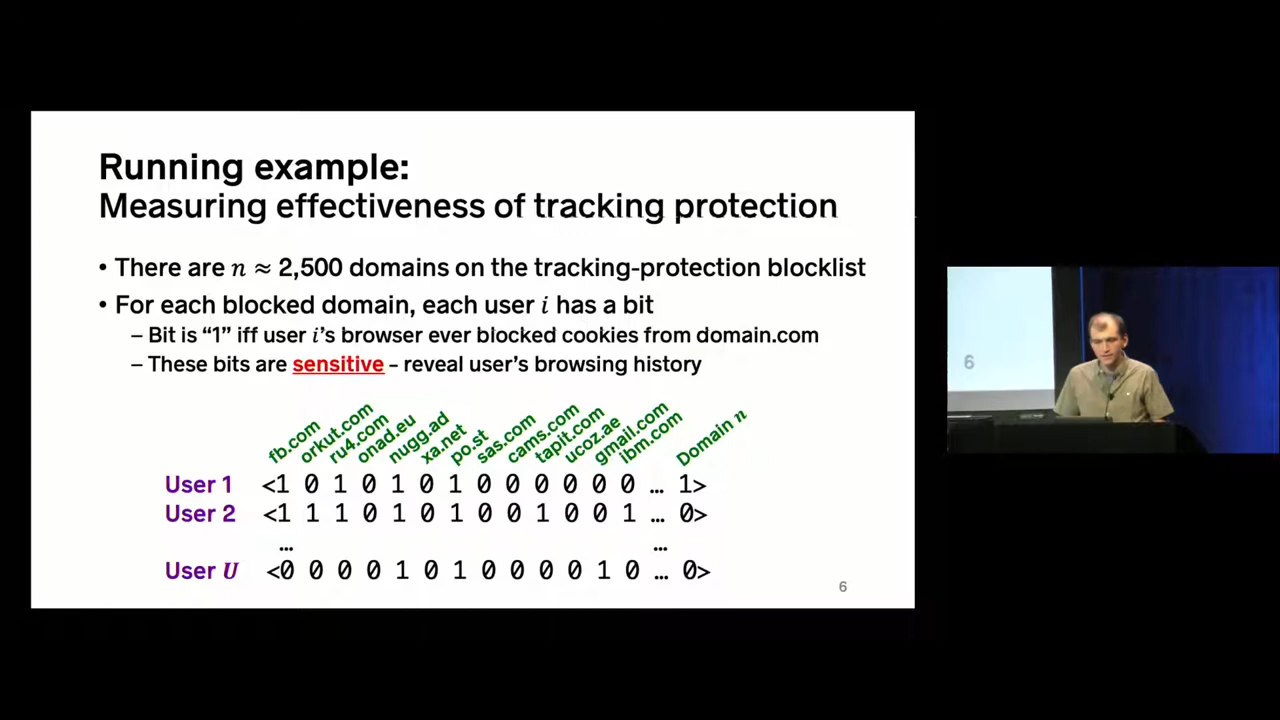 Running example:
Measuring effectiveness of tracking protection
• There are n ≈ 2,500 domains on the tracking-protection blocklist
• For each blocked domain, each user i has a bit
– Bit is “1” iff user i’s browser ever blocked cookies from domain.com
– These bits are sensitive – reveal user’s browsing history
fb.com orkut.com ru4.com onad.eu nugg.ad xa.net po.st sas.com cams.com tapit.com ucoz.ae gmail.com ibm.com Domain n
User 1 <1 0 1 0 1 0 1 0 0 0 0 0 0 … 1>
User 2 <1 1 1 0 1 0 1 0 0 1 0 0 1 … 0>
… …
User U <0 0 0 0 1 0 1 0 0 0 0 1 0 … 0>
6
6